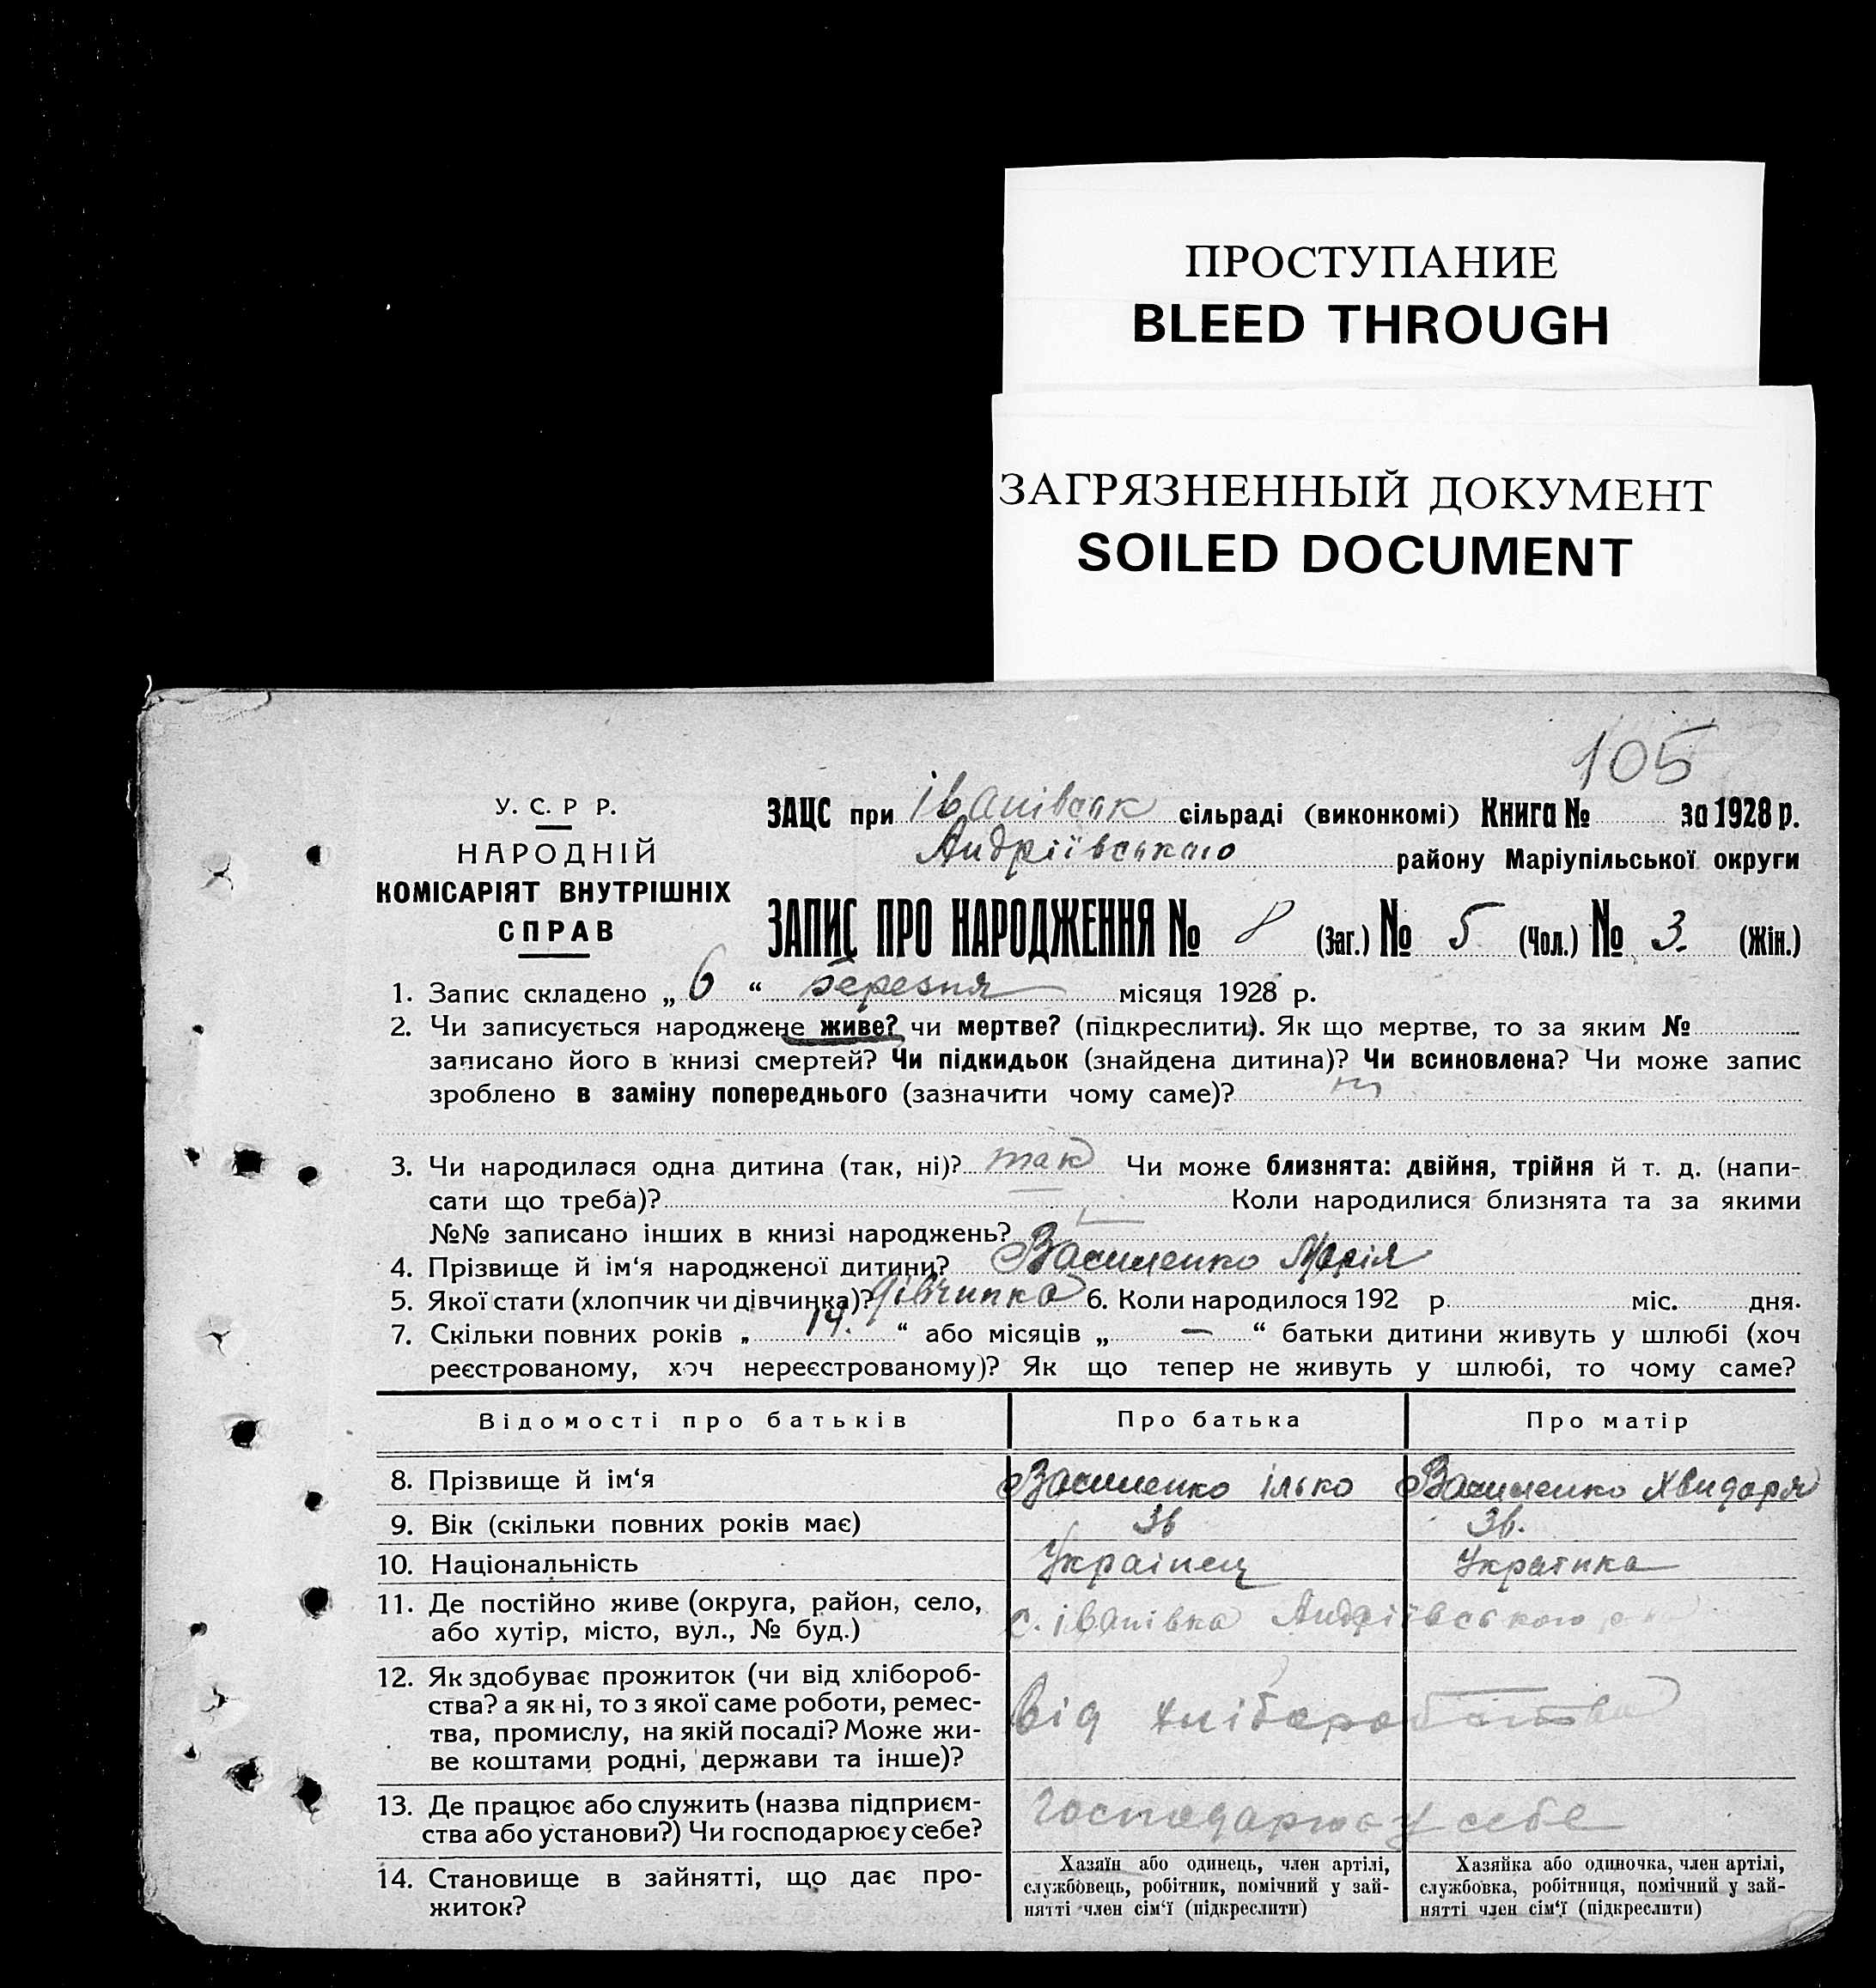 ПРОСТУПАНИЕ
BLEED THROUGH
ЗАГРЯЗНЕННЫЙ ДОКУМЕНТ
SOILED DOCUMENT
105
У. С. Р Р.
НАРОДНІЙ
КОМІСАРІЯТ ВНУТРІШНІХ
СПРАВ
ЗАЦС при Іванівськ сільраді (виконкомі) Книга № за 1928 р.
Андріївського району Маріупільської округи
ЗАПИС ПРО НАРОДЖЕННЯ № 8 (Заг.) № 5 (Чол.) № 3. (Жін.)
1. Запис складено „ 6 “ березня місяця 1928 р.
2. Чи записується народжене живе? чи мертве? (підкреслити). Як що мертве, то за яким №
записано його в книзі смертей? Чи підкидьок (знайдена дитина)? Чи всиновлена? Чи може запис
зроблено в заміну попереднього (зазначити чому саме)?
3. Чи народилася одна дитина (так, ні)? так Чи може близнята: двійня, трійня й т. д. (напи-
сати що треба)? Коли народилися близнята та за якими
№№ записано інших в книзі народжень?
4. Прізвище й ім‘я народженої дитини? Василенко Марія
5. Якої стати (хлопчик чи дівчинка)? дівчинка 6. Коли народилося 192 р. міс. дня.
7. Скільки повних років „ 14. “ або місяців „ — “ батьки дитини живуть у шлюбі (хоч
реєстрованому, хоч нереєстрованому)? Як що тепер не живуть у шлюбі, то чому саме?
Відомості про батьків Про батька Про матір
8. Прізвище й ім‘я Василенко Ілько Василенко Хвидоря
9. Вік (скільки повних років має) 36 36.
10. Національність Українец Українка
11. Де постійно живе (округа, район, село,
або хутір, місто, вул., № буд.) с. Іванівка Андріївського
12. Як здобуває прожиток (чи від хлібороб-
ства? а як ні, то з якої саме роботи, ремес-
тва, промислу, на якій посаді? Може жи-
ве коштами родні, держави та інше)? Від хліборобства
13. Де працює або служить (назва підприєм-
ства або установи?) Чи господарює у себе? господарює у себе
14. Становище в зайнятті, що дає про-
житок?
Хазяїн або одинець, член артілі,
службовець, робітник, помічний у зай-
нятті член сім‘ї (підкреслити)
Хазяйка або одиночка, член артілі,
службовка, робітниця, помічний у зай-
нятті член сім‘ї (підкреслити)